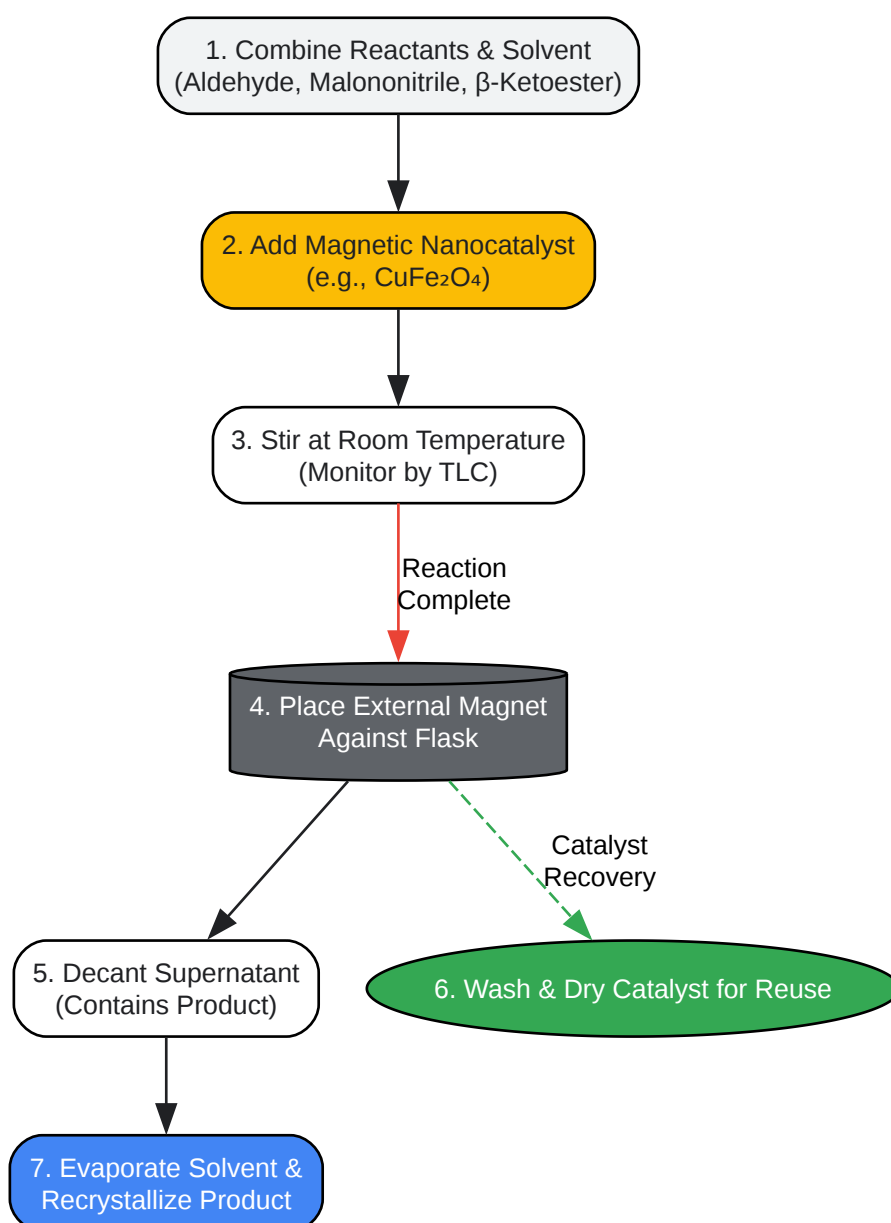 1. Combine Reactants & Solvent
(Aldehyde, Malononitrile, β-Ketoester)
2. Add Magnetic Nanocatalyst
(e.g., CuFe₂O₄)
3. Stir at Room Temperature
(Monitor by TLC)
Reaction
Complete
4. Place External Magnet
Against Flask
Catalyst
Recovery
5. Decant Supernatant
(Contains Product)
6. Wash & Dry Catalyst for Reuse
7. Evaporate Solvent &
Recrystallize Product